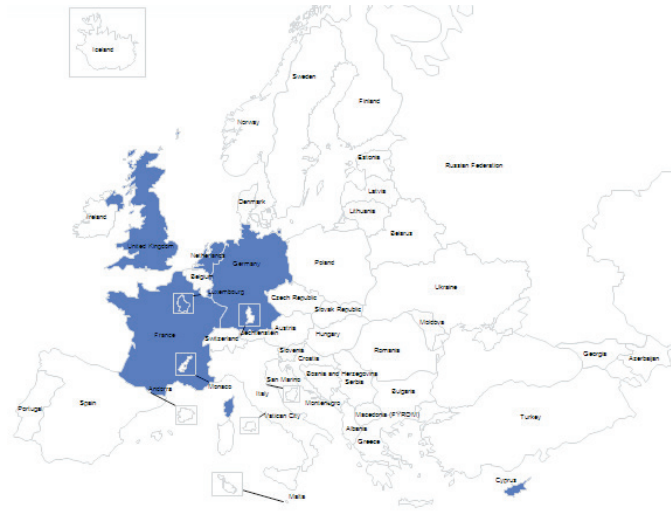 Iceland
Sweden
Finland
Norway
Russian Federation
Estonia
Latvia
Denmark
Lithuania
Ireland
Belarus
United Kingdom
Netherlands
Germany
Poland
Belgium
Ukraine
Luxembourg
Czech Republic
Slovak Republic
Moldova
Liechtenstein
Austria
France
Switzerland
Hungary
Slovenia
Romania
Croatia
Georgia
Azerbaijan
Bosnia and Herzegovina
San Marino
Serbia
Andorra
Monaco
Italy
Bulgaria
Spain
Portugal
Montenegro
Vatican City
Macedonia (FYROM)
Turkey
Albania
Greece
Cyprus
Malta